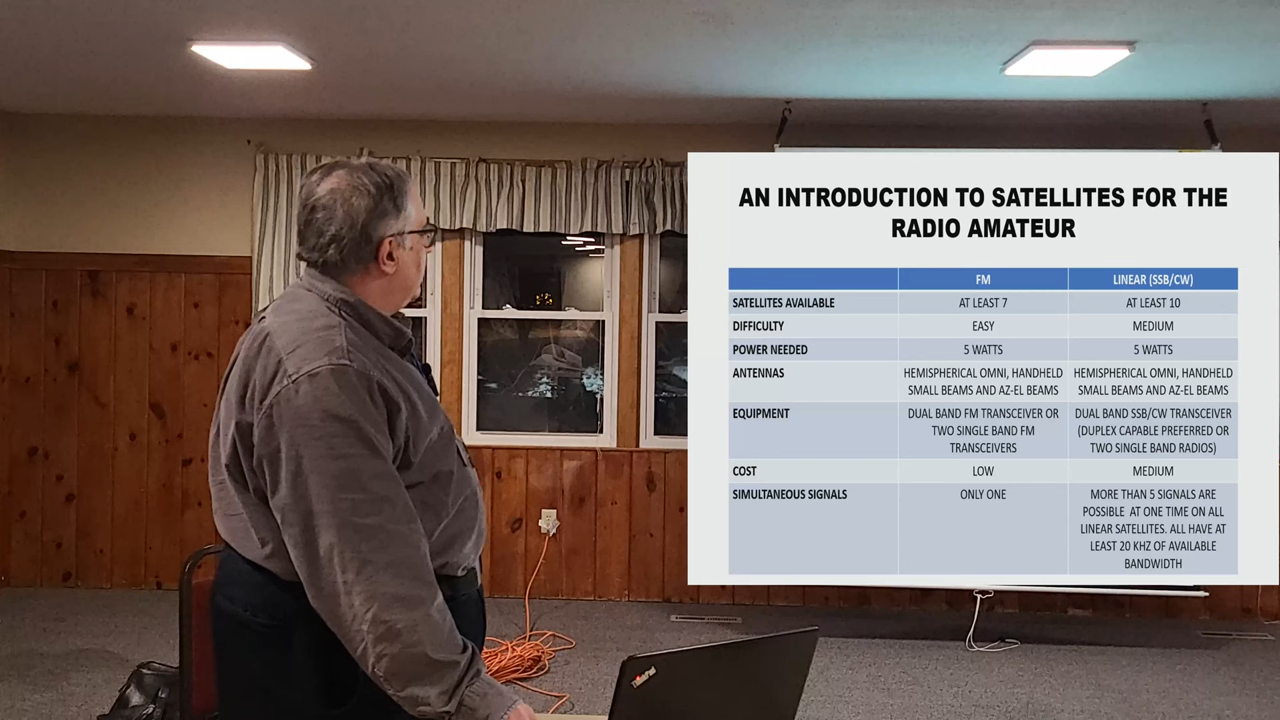 AN INTRODUCTION TO SATELLITES FOR THE
RADIO AMATEUR
FM
LINEAR (SSB/CW)
SATELLITES AVAILABLE
AT LEAST 7
AT LEAST 10
DIFFICULTY
EASY
MEDIUM
POWER NEEDED
5 WATTS
5 WATTS
ANTENNAS
HEMISPHERICAL OMNI, HANDHELD
SMALL BEAMS AND AZ-EL BEAMS
HEMISPHERICAL OMNI, HANDHELD
SMALL BEAMS AND AZ-EL BEAMS
EQUIPMENT
DUAL BAND FM TRANSCEIVER OR
TWO SINGLE BAND FM
TRANSCEIVERS
DUAL BAND SSB/CW TRANSCEIVER
(DUPLEX CAPABLE PREFERRED OR
TWO SINGLE BAND RADIOS)
COST
LOW
MEDIUM
SIMULTANEOUS SIGNALS
ONLY ONE
MORE THAN 5 SIGNALS ARE
POSSIBLE AT ONE TIME ON ALL
LINEAR SATELLITES. ALL HAVE AT
LEAST 20 KHZ OF AVAILABLE
BANDWIDTH